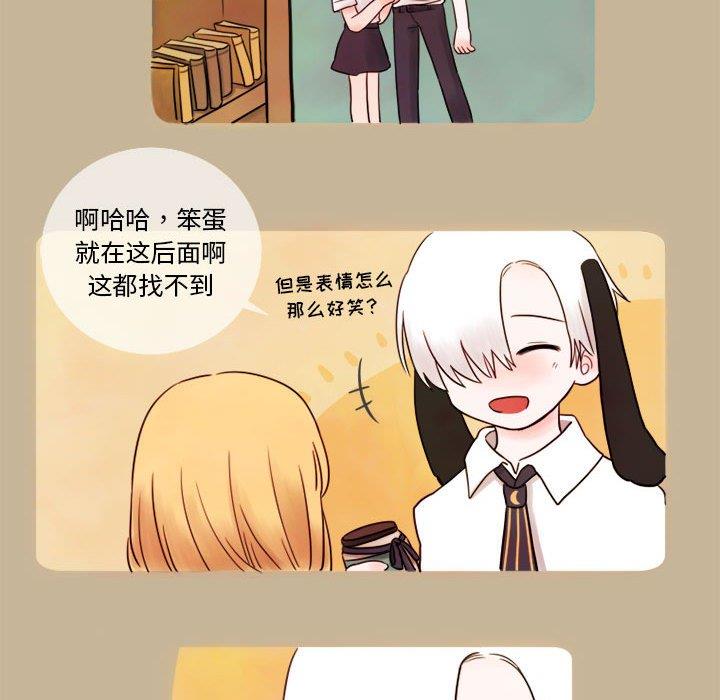 啊哈哈，笨蛋
就在这后面啊
这都找不到
但是表情怎么
那么好笑?